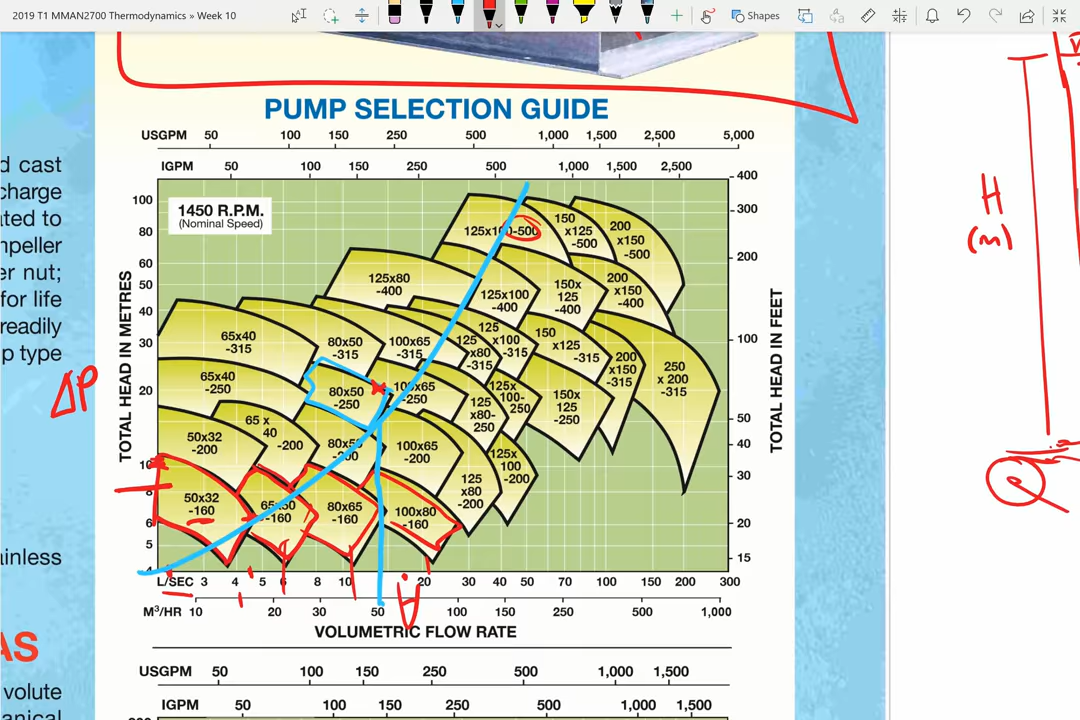 2019 T1 MMAN2700 Thermodynamics » Week 10
Shapes
PUMP SELECTION GUIDE
USGPM 50 100 150 250 500 1,000 1,500 2,500 5,000
IGPM 50 100 150 250 500 1,000 1,500 2,500
d cast
charge
ated to
npeller
er nut;
for life
readily
p type
1450 R.P.M.
(Nominal Speed)
TOTAL HEAD IN METRES
100
80
60
50
40
30
20
10
8
6
5
4
TOTAL HEAD IN FEET
400
300
200
100
50
40
30
20
15
125x100-500
150
x125
-500
200
x150
-500
125x80
-400
125x100
-400
150x
125
-400
200
x150
-400
65x40
-315
80x50
-315
100x65
-315
125
x80
-315
125
x100
-315
150
x125
-315
200
x150
-315
250
x 200
-315
65x40
-250
80x50
-250
100x65
-250
125
x80-
250
125x
100-
250
150x
125
-250
50x32
-200
65 x
40
-200
80x50
-200
100x65
-200
125
x80
-200
125x
100
-200
50x32
-160
65x50
-160
80x65
-160
100x80
-160
ΔP
H
(m)
L/SEC 3 4 5 6 8 10 20 30 40 50 70 100 150 200 300
M³/HR 10 20 30 50 100 150 250 500 1,000
VOLUMETRIC FLOW RATE
ainless
AS
volute
hanical
USGPM 50 100 150 250 500 1,000 1,500
IGPM 50 100 150 250 500 1,000 1,500